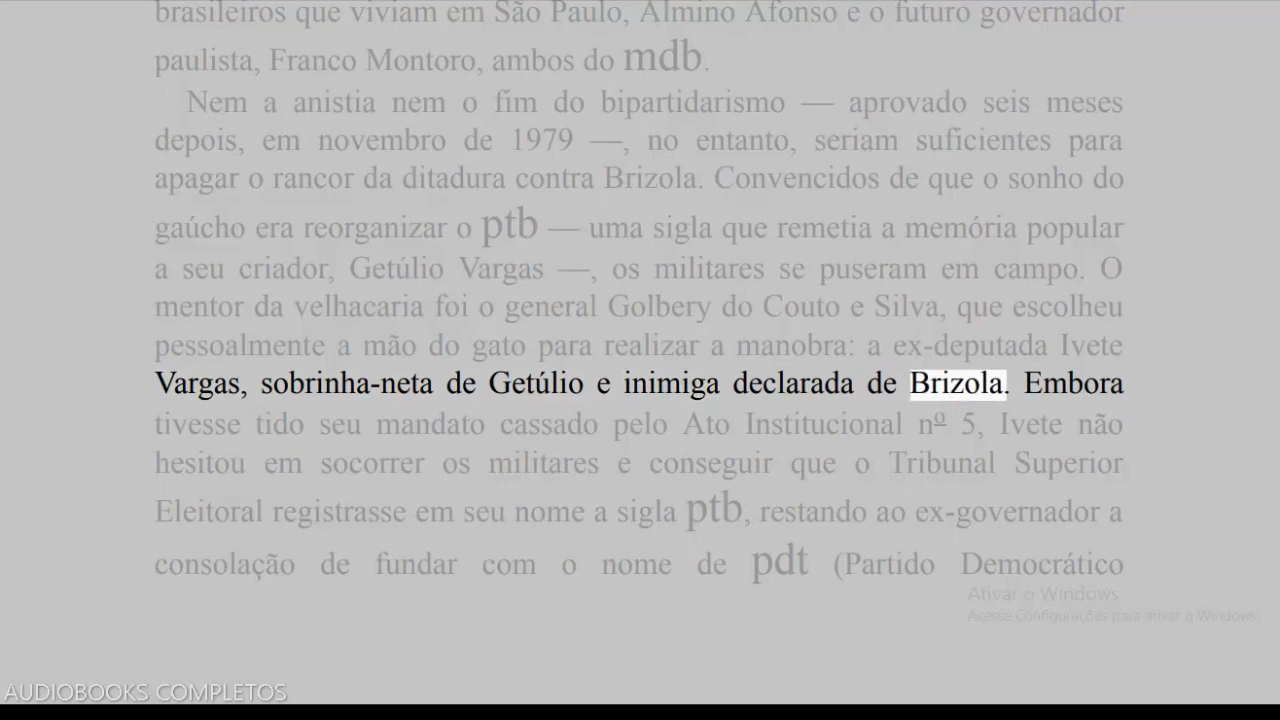 brasileiros que viviam em São Paulo, Almino Afonso e o futuro governador
paulista, Franco Montoro, ambos do mdb.
Nem a anistia nem o fim do bipartidarismo — aprovado seis meses
depois, em novembro de 1979 —, no entanto, seriam suficientes para
apagar o rancor da ditadura contra Brizola. Convencidos de que o sonho do
gaúcho era reorganizar o ptb — uma sigla que remetia a memória popular
a seu criador, Getúlio Vargas —, os militares se puseram em campo. O
mentor da velhacaria foi o general Golbery do Couto e Silva, que escolheu
pessoalmente a mão do gato para realizar a manobra: a ex-deputada Ivete
Vargas, sobrinha-neta de Getúlio e inimiga declarada de Brizola. Embora
tivesse tido seu mandato cassado pelo Ato Institucional nº 5, Ivete não
hesitou em socorrer os militares e conseguir que o Tribunal Superior
Eleitoral registrasse em seu nome a sigla ptb, restando ao ex-governador a
consolação de fundar com o nome de pdt (Partido Democrático
Ativar o Windows
Acesse Configurações para ativar o Windows.
AUDIOBOOKS COMPLETOS